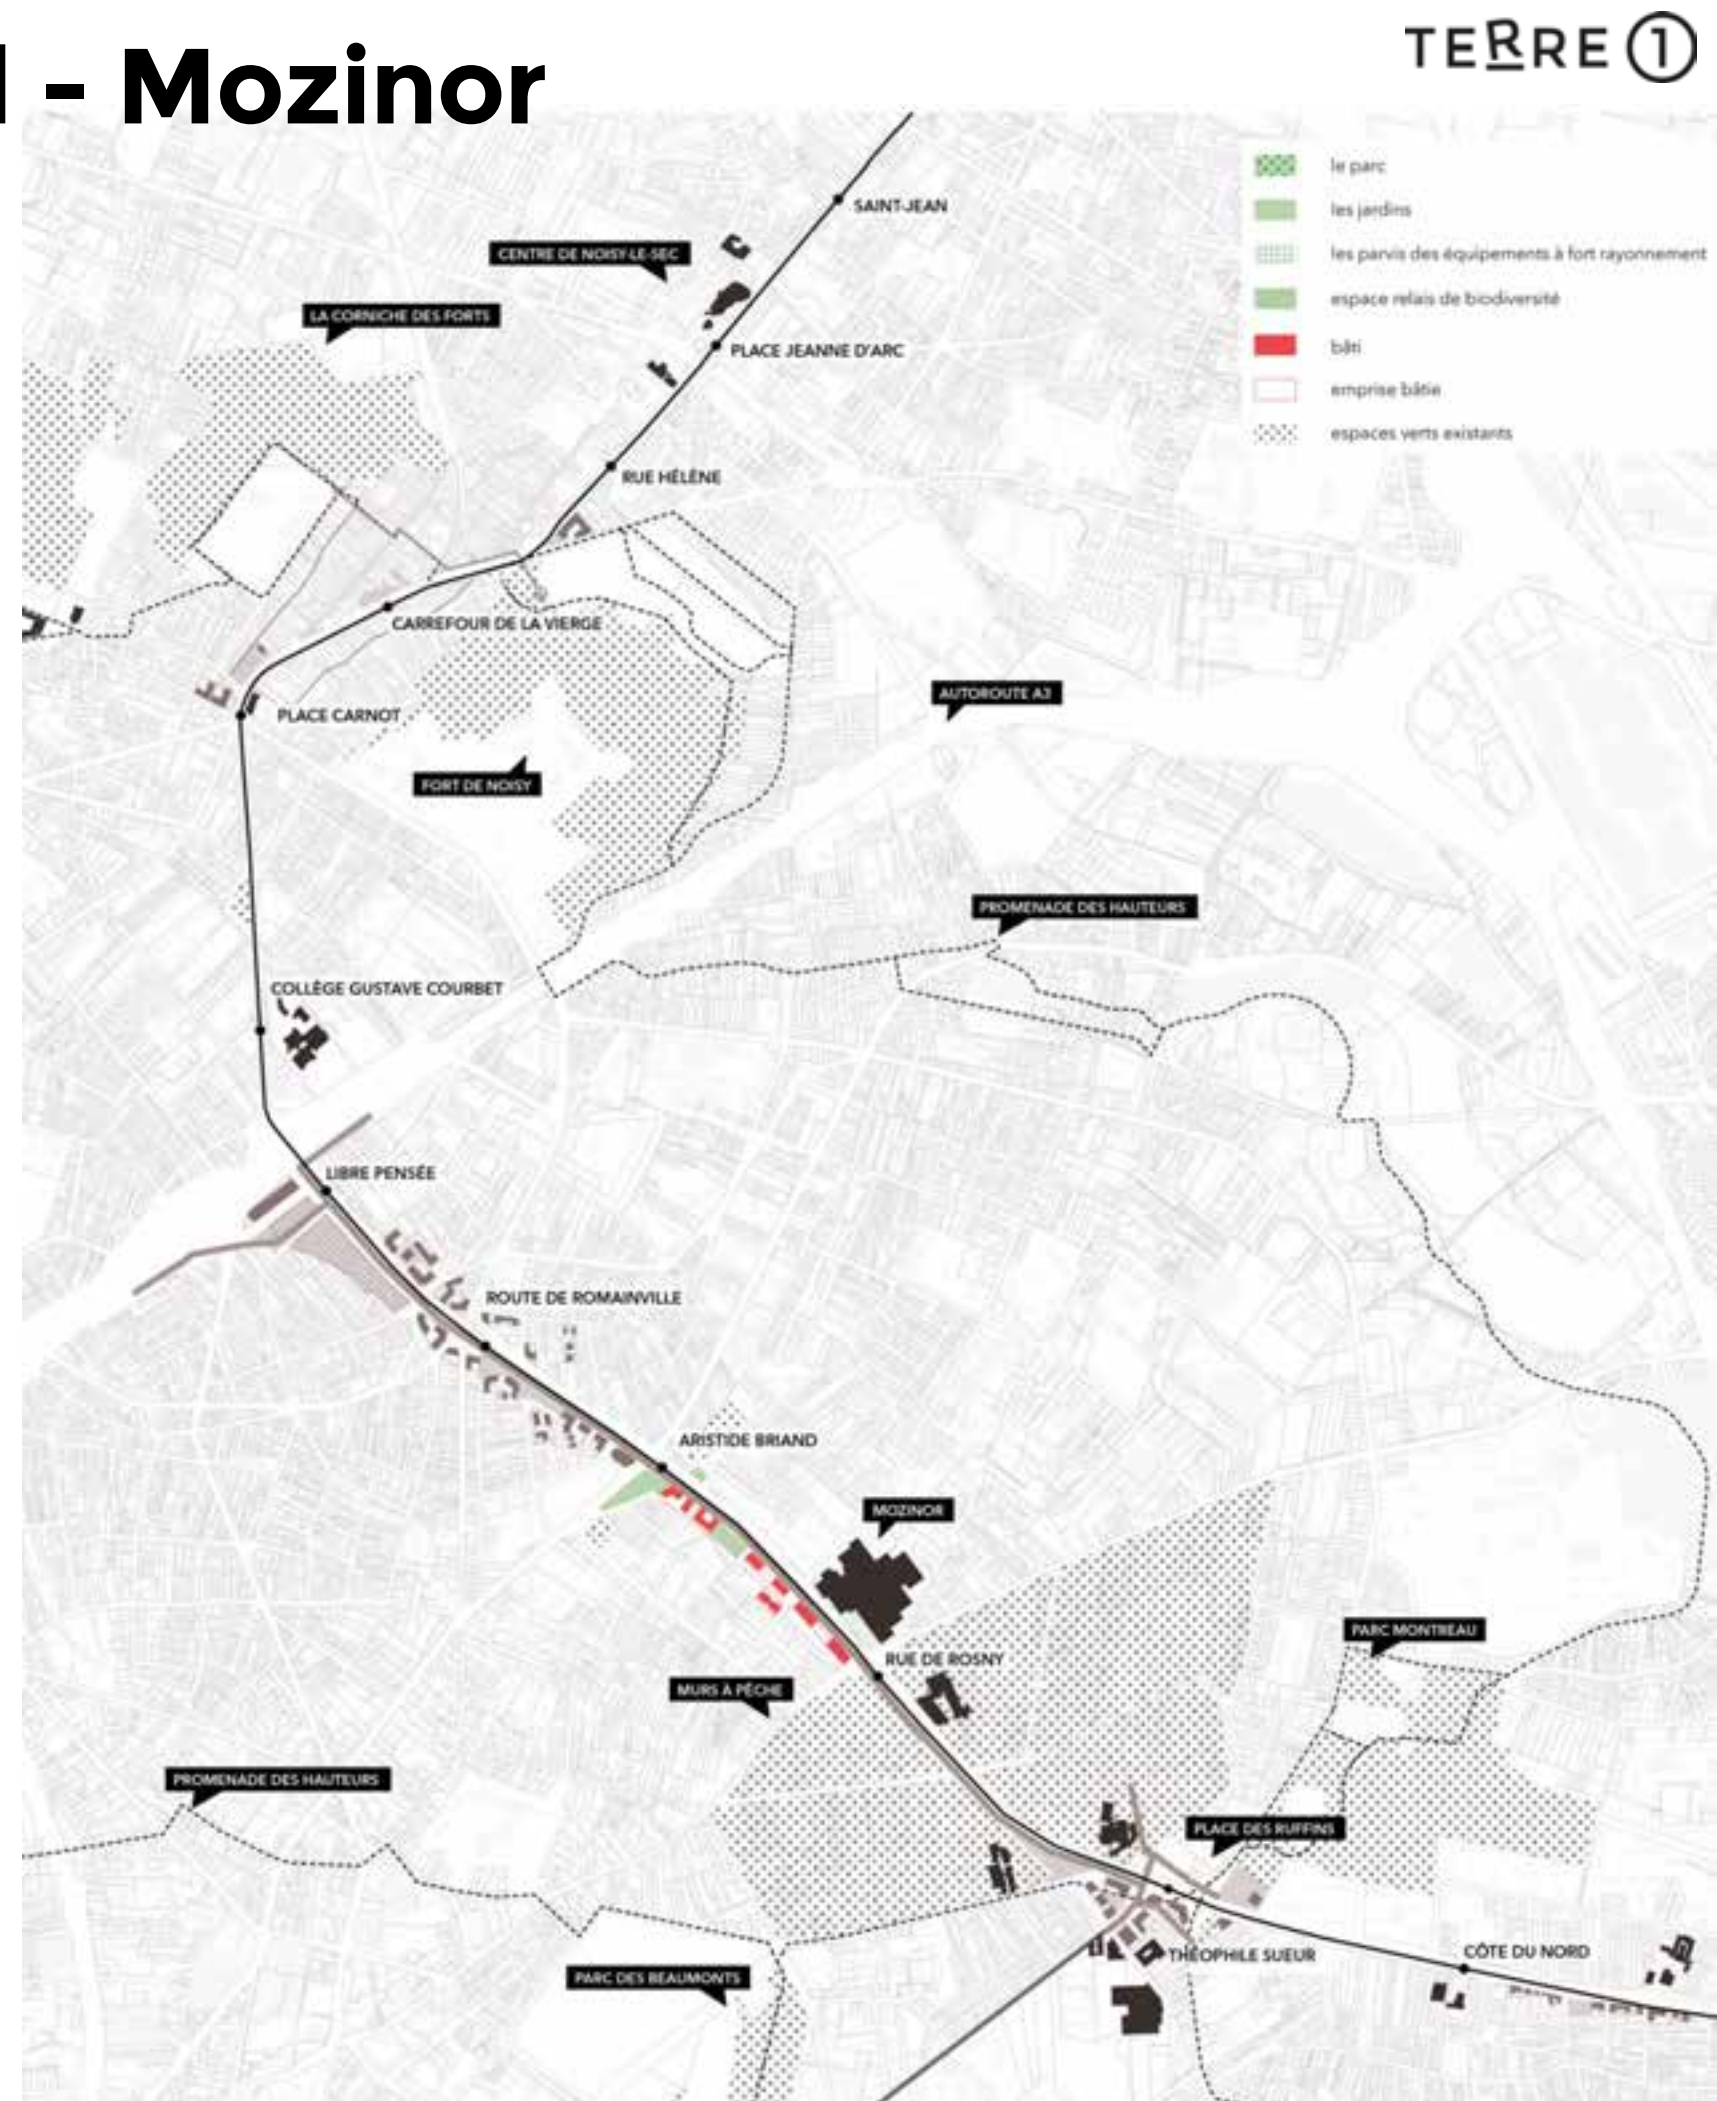 - Mozinor
TERRE 1
le parc
les jardins
les parvis des équipements à fort rayonnement
espace relais de biodiversité
bâti
emprise bâtie
espaces verts existants
SAINT-JEAN
CENTRE DE NOISY-LE-SEC
LA CORNICHE DES FORTS
PLACE JEANNE D'ARC
RUE HÉLÈNE
CARREFOUR DE LA VIERGE
AUTOROUTE A3
PLACE CARNOT
FORT DE NOISY
PROMENADE DES HAUTEURS
COLLÈGE GUSTAVE COURBET
LIBRE PENSÉE
ROUTE DE ROMAINVILLE
ARISTIDE BRIAND
MOZINOR
PARC MONTREAU
RUE DE ROSNY
MURS À PÊCHE
PROMENADE DES HAUTEURS
PLACE DES RUFFINS
THÉOPHILE SUEUR
CÔTE DU NORD
PARC DES BEAUMONTS